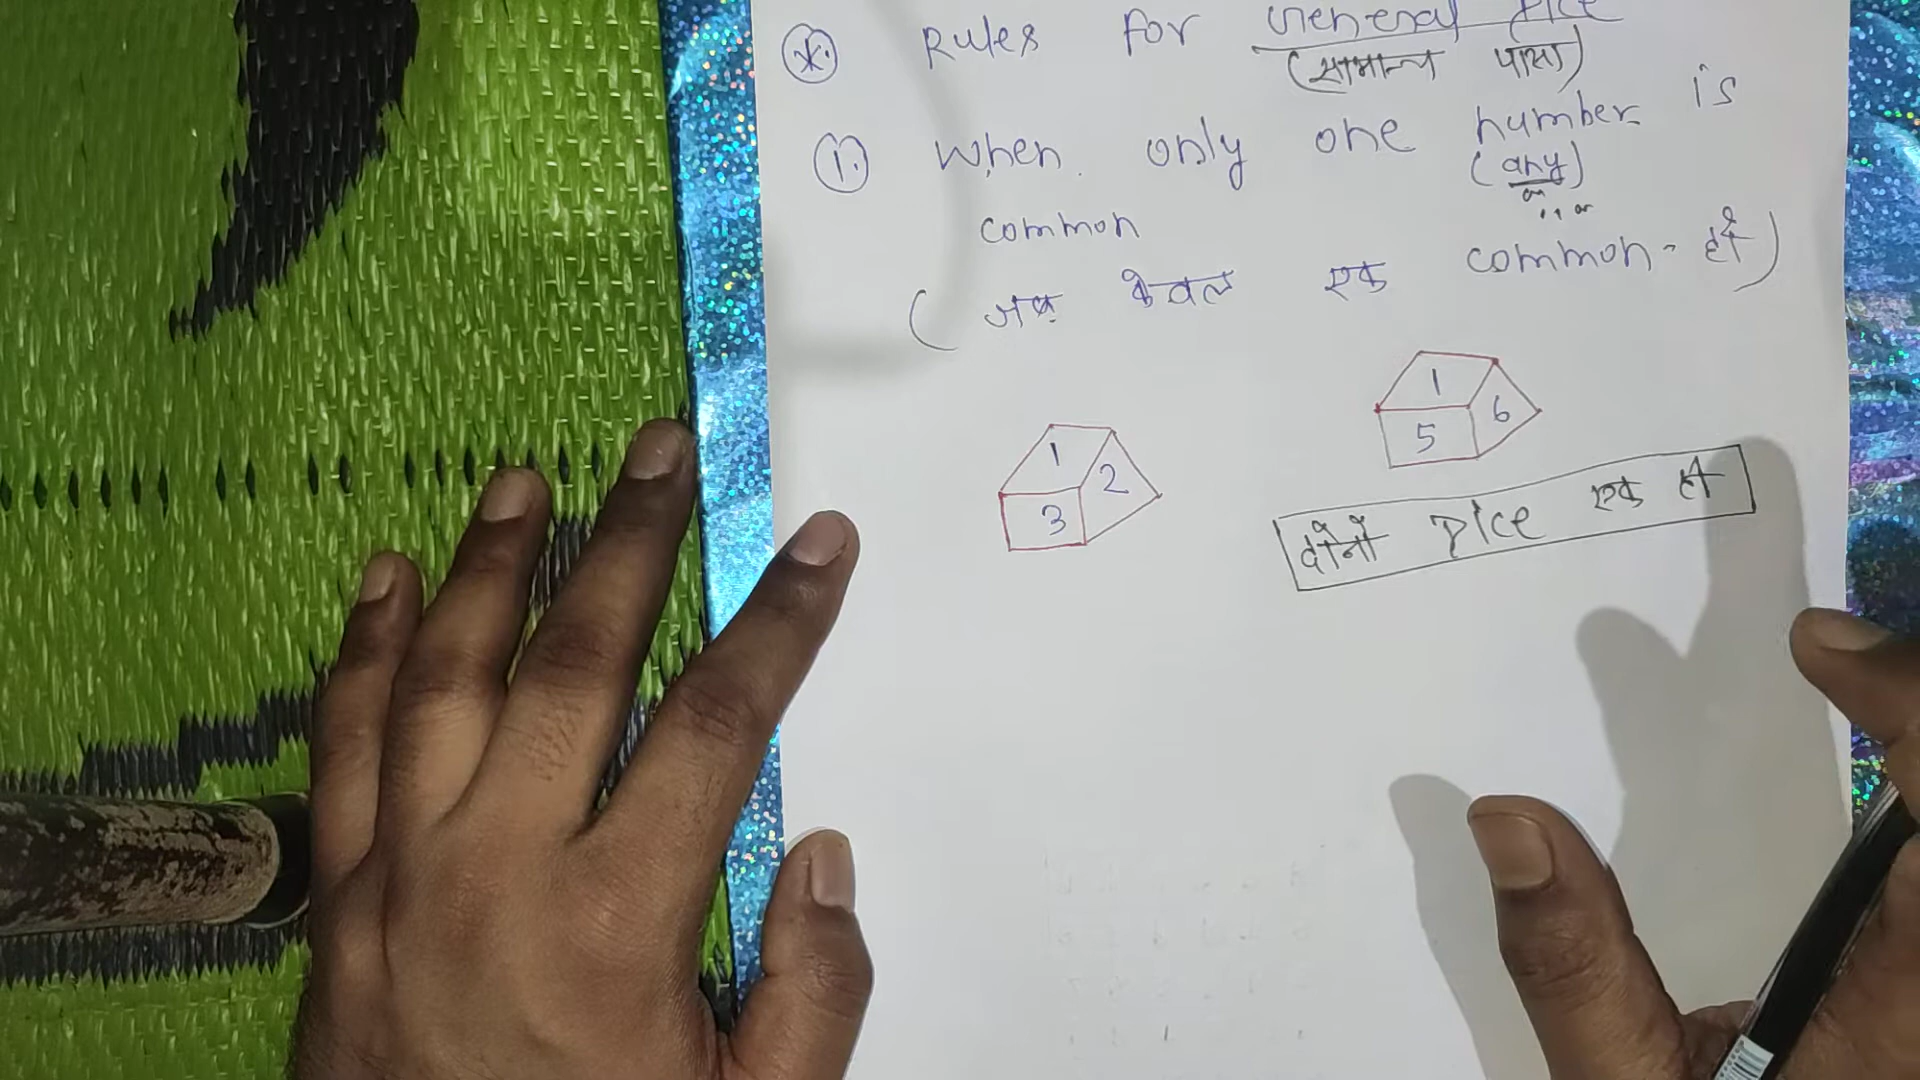 * Rules for General Dice
(सामान्य पासा)
1. When only one number is
(any)
common
(जब केवल एक common हो)
1
2
3
1
6
5
दोनों Dice एक ही